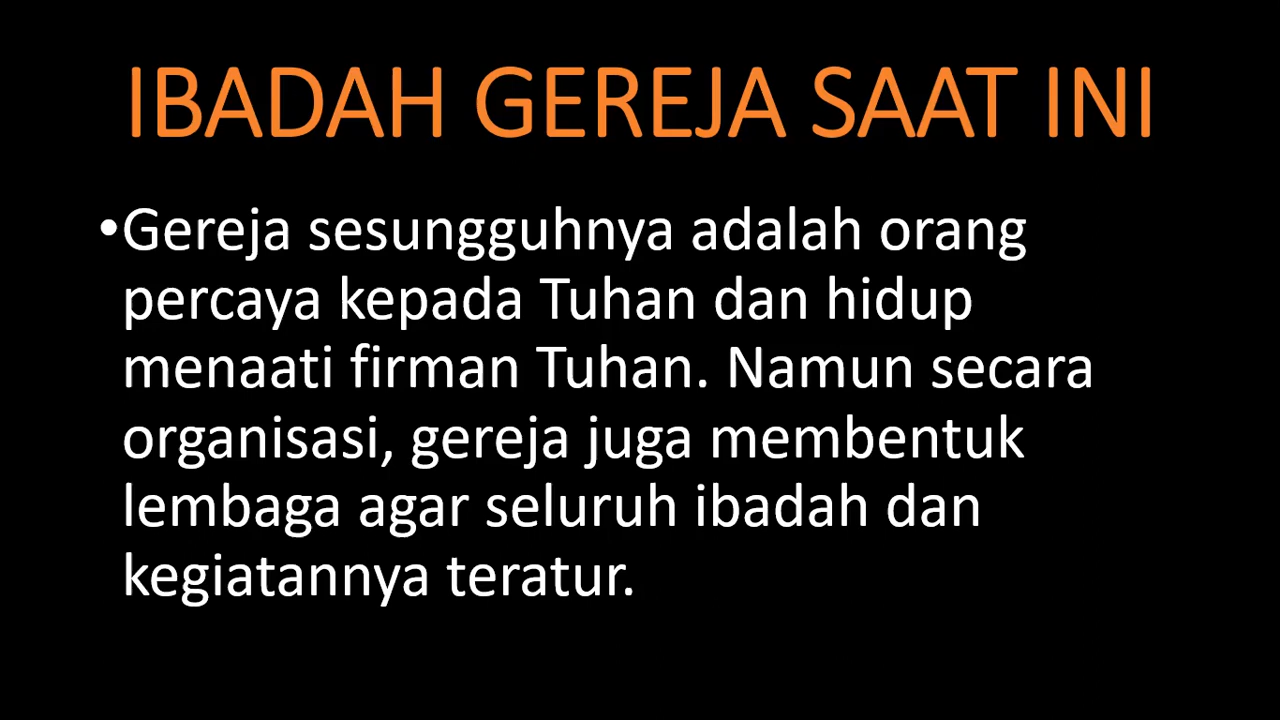 IBADAH GEREJA SAAT INI
•Gereja sesungguhnya adalah orang
percaya kepada Tuhan dan hidup
menaati firman Tuhan. Namun secara
organisasi, gereja juga membentuk
lembaga agar seluruh ibadah dan
kegiatannya teratur.